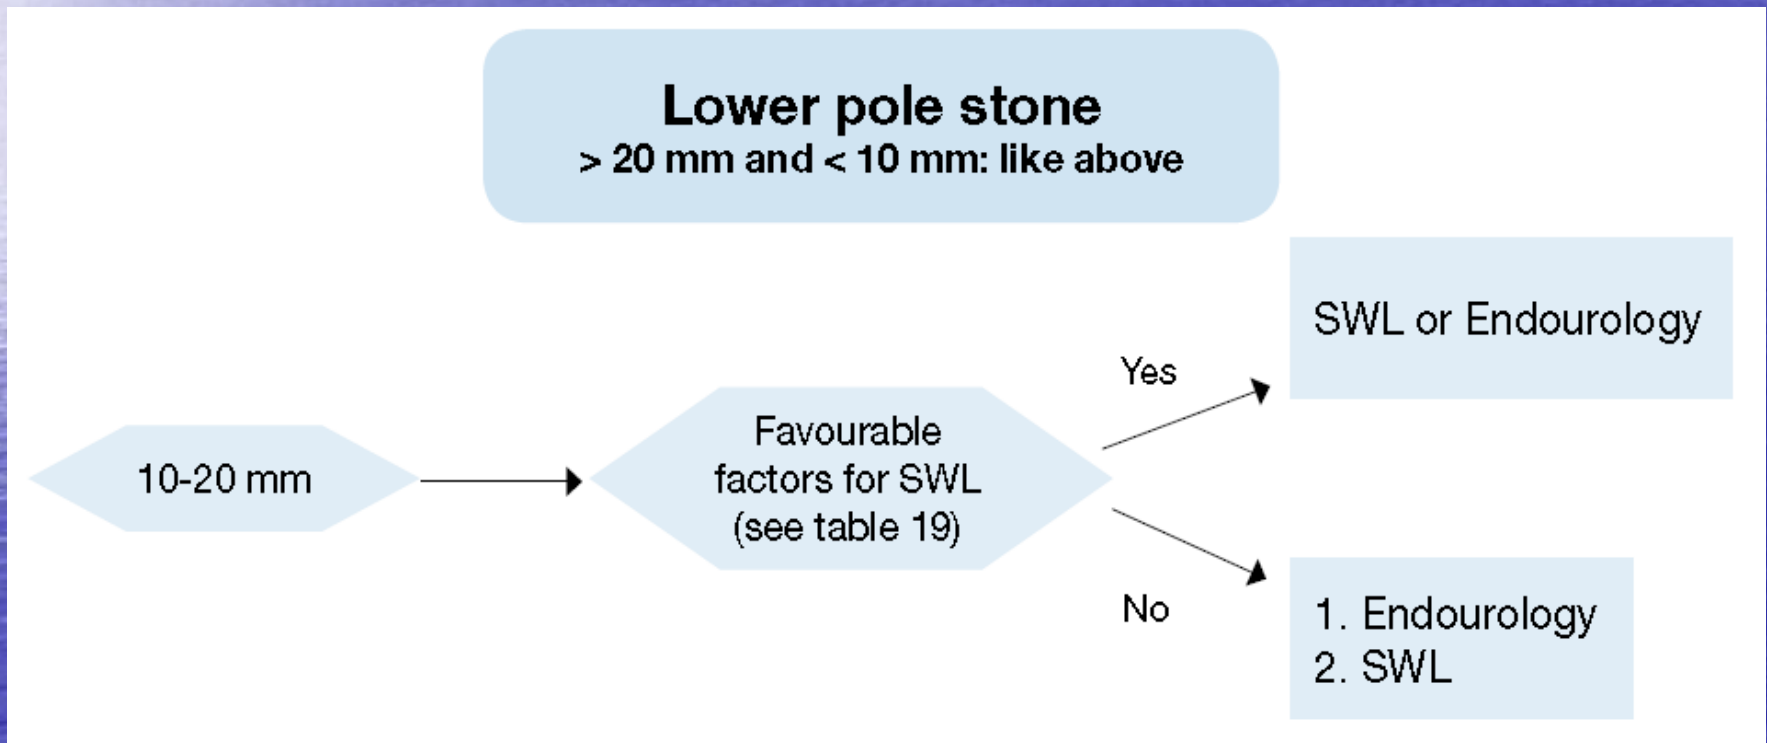 Lower pole stone
> 20 mm and < 10 mm: like above
SWL or Endourology
Yes
10-20 mm
Favourable
factors for SWL
(see table 19)
No
1. Endourology
2. SWL